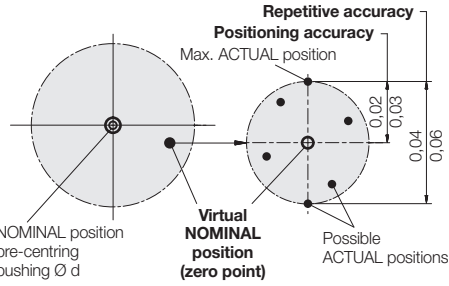 Repetitive accuracy
Positioning accuracy
Max. ACTUAL position
0,02
0,03
0,04
0,06
NOMINAL position
pre-centring
bushing Ø d
Virtual
NOMINAL
position
(zero point)
Possible
ACTUAL positions